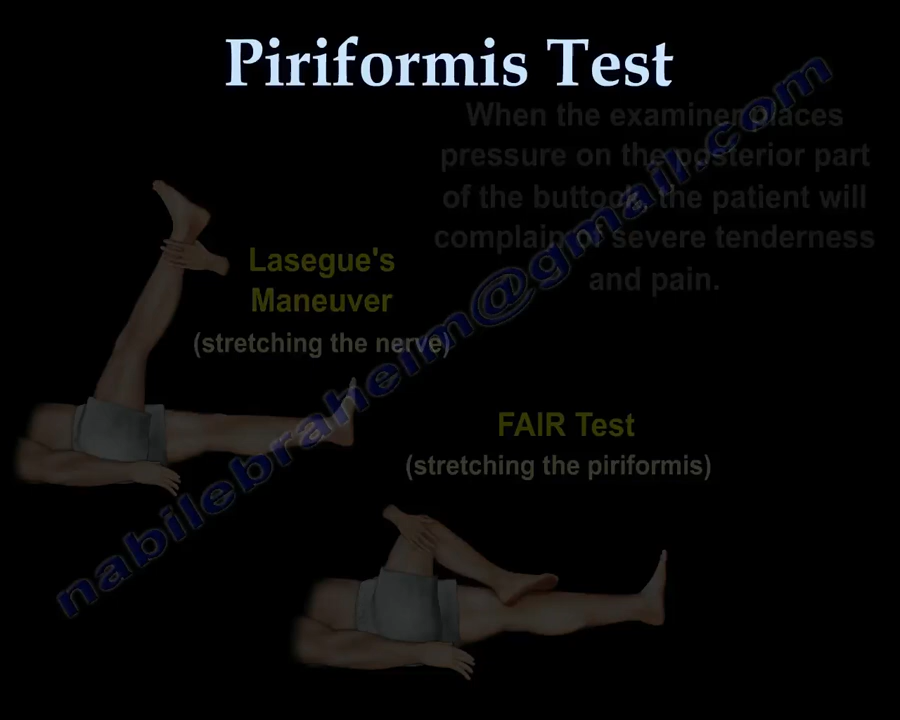 Piriformis Test
When the examiner places
pressure on the posterior part
of the buttock, the patient will
complain of severe tenderness
and pain.
Lasegue's
Maneuver
(stretching the nerve)
FAIR Test
(stretching the piriformis)
nabilebraheim@gmail.com